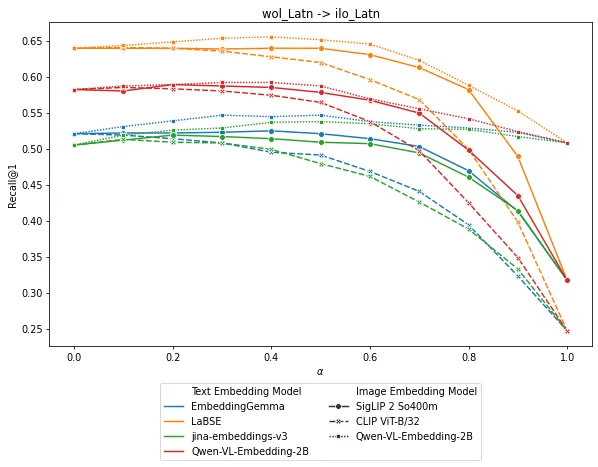 wol_Latn -> ilo_Latn
Recall@1
0.65
0.60
0.55
0.50
0.45
0.40
0.35
0.30
0.25
0.0 0.2 0.4 0.6 0.8 1.0
α
Text Embedding Model
EmbeddingGemma
LaBSE
jina-embeddings-v3
Qwen-VL-Embedding-2B
Image Embedding Model
SigLIP 2 So400m
CLIP ViT-B/32
Qwen-VL-Embedding-2B